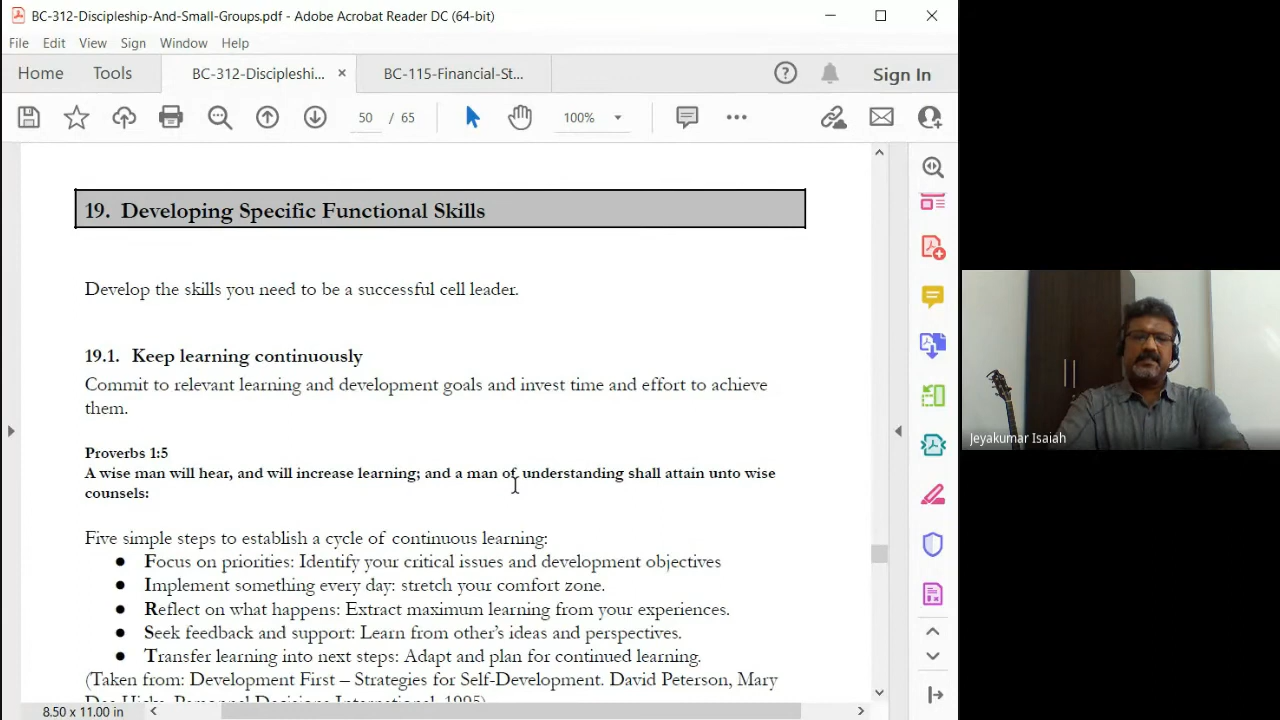 BC-312-Discipleship-And-Small-Groups.pdf - Adobe Acrobat Reader DC (64-bit)
File Edit View Sign Window Help
Home Tools BC-312-Discipleshi... × BC-115-Financial-St... Sign In
50 / 65 100%
19. Developing Specific Functional Skills
Develop the skills you need to be a successful cell leader.
19.1. Keep learning continuously
Commit to relevant learning and development goals and invest time and effort to achieve
them.
Proverbs 1:5
A wise man will hear, and will increase learning; and a man of understanding shall attain unto wise
counsels:
Five simple steps to establish a cycle of continuous learning:
● Focus on priorities: Identify your critical issues and development objectives
● Implement something every day: stretch your comfort zone.
● Reflect on what happens: Extract maximum learning from your experiences.
● Seek feedback and support: Learn from other's ideas and perspectives.
● Transfer learning into next steps: Adapt and plan for continued learning.
(Taken from: Development First – Strategies for Self-Development. David Peterson, Mary
8.50 x 11.00 in
Jeyakumar Isaiah